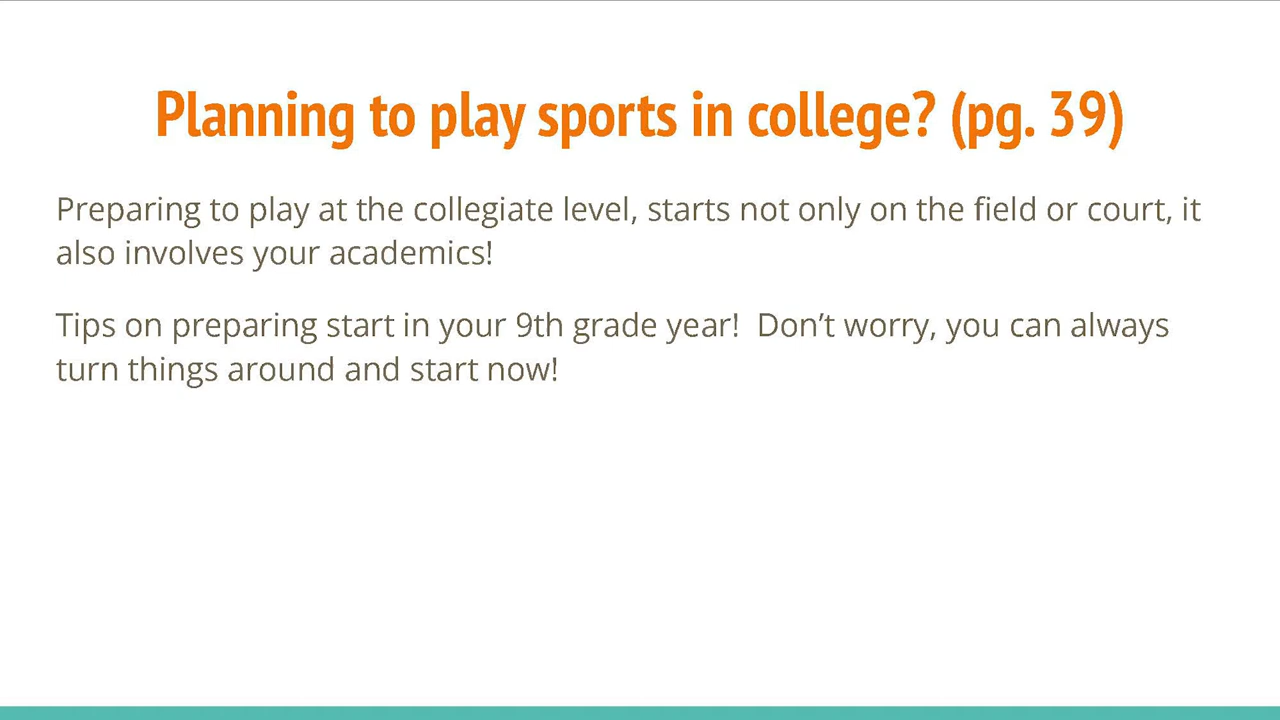 Planning to play sports in college? (pg. 39)
Preparing to play at the collegiate level, starts not only on the field or court, it
also involves your academics!
Tips on preparing start in your 9th grade year!  Don’t worry, you can always
turn things around and start now!